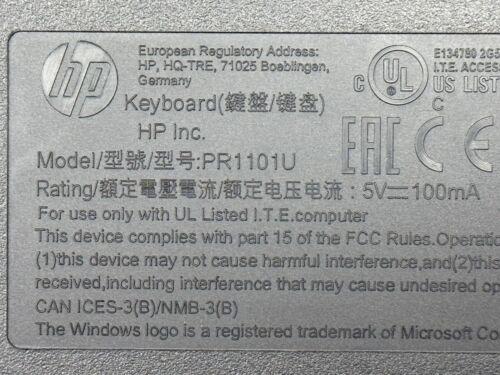 hp
European Regulatory Address:
HP, HQ-TRE, 71025 Boeblingen,
Germany
Keyboard(鍵盤/键盘)
HP Inc.
E134790
I.T.E.
C UL US LIST
C
EAC
Model/型號/型号:PR1101U
Rating/額定電壓電流/额定电压电流：5V⎓100mA
For use only with UL Listed I.T.E.computer
This device complies with part 15 of the FCC Rules.Operatio
(1)this device may not cause harmful interference,and(2)this
received,including interference that may cause undesired op
CAN ICES-3(B)/NMB-3(B)
The Windows logo is a registered trademark of Microsoft Co